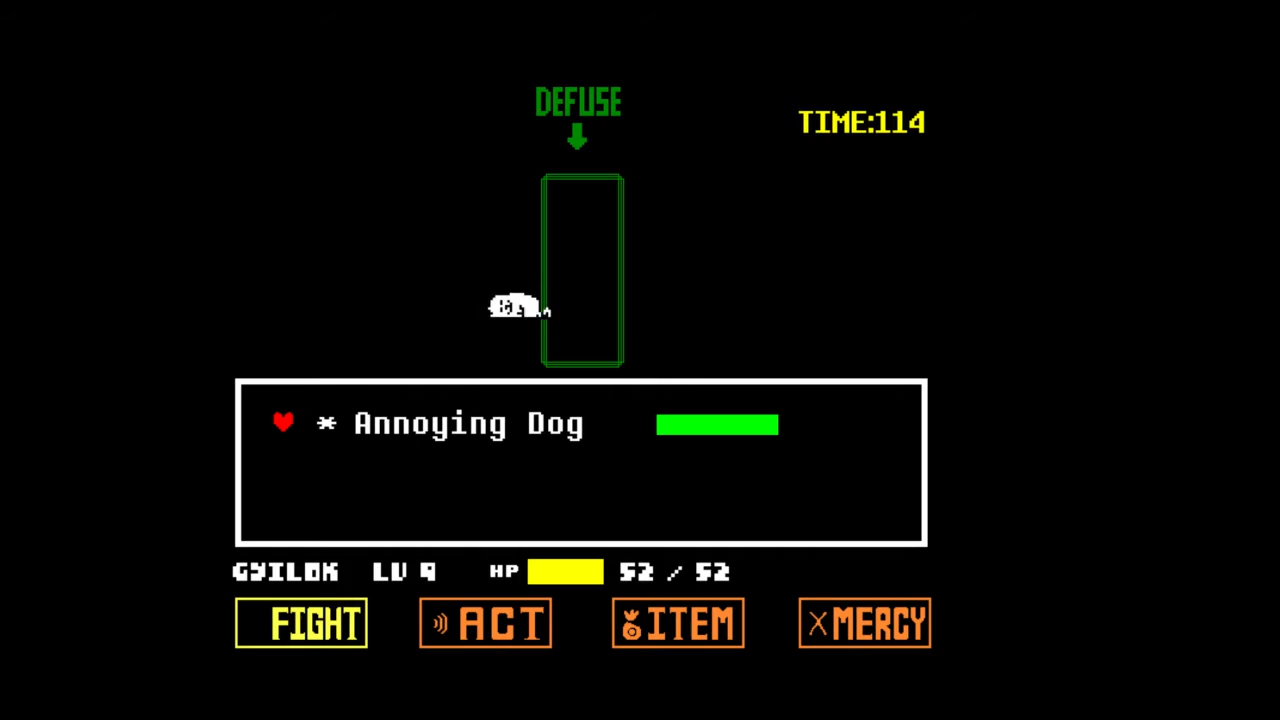 DEFUSE
TIME:114
* Annoying Dog
GYILOK LV 9 HP 52 / 52
FIGHT ACT ITEM MERCY